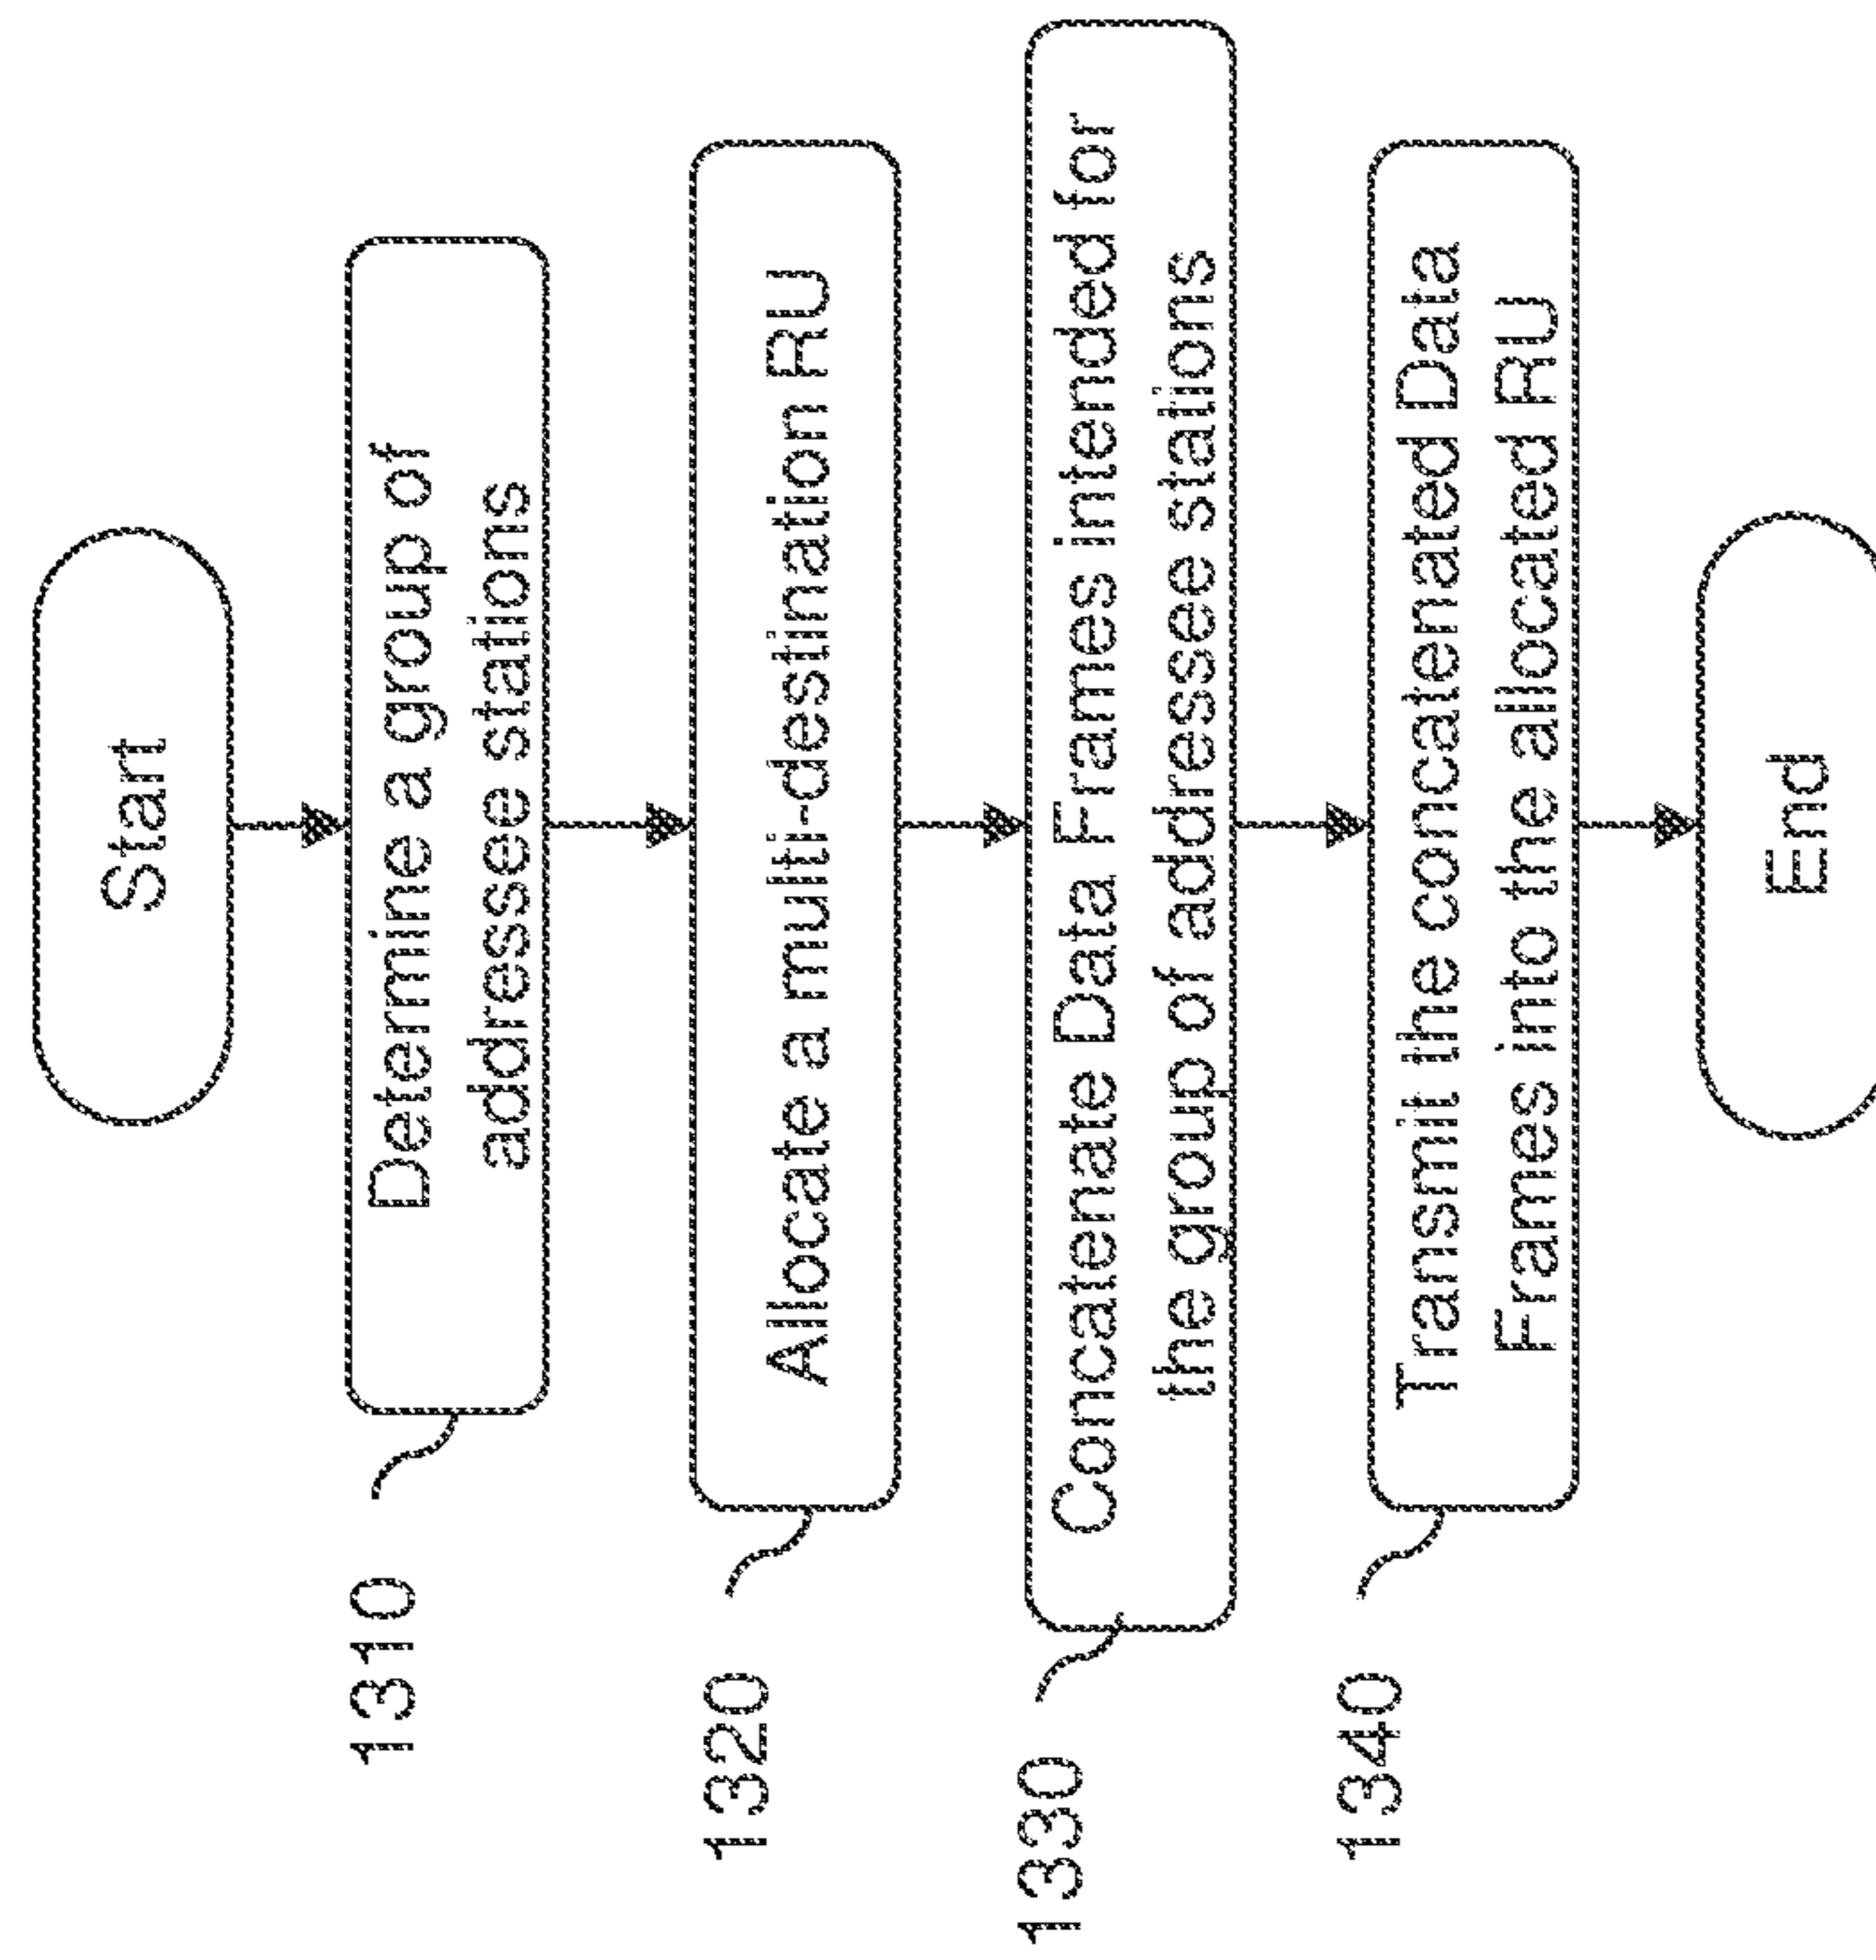 Start
1310
Determine a group of
addressee stations
1320
Allocate a multi-destination RU
1330
Concatenate Data Frames intended for
the group of addressee stations
1340
Transmit the concatenated Data
Frames into the allocated RU
End